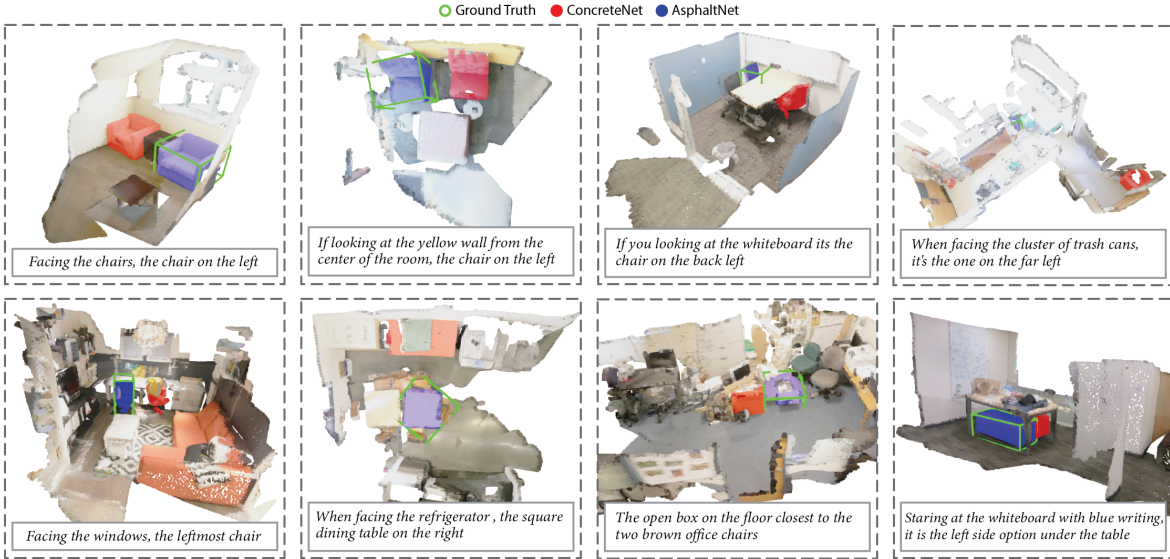 Ground Truth ConcreteNet AsphaltNet
Facing the chairs, the chair on the left
If looking at the yellow wall from the
center of the room, the chair on the left
If you looking at the whiteboard its the
chair on the back left
When facing the cluster of trash cans,
it's the one on the far left
Facing the windows, the leftmost chair
When facing the refrigerator , the square
dining table on the right
The open box on the floor closest to the
two brown office chairs
Staring at the whiteboard with blue writing,
it is the left side option under the table